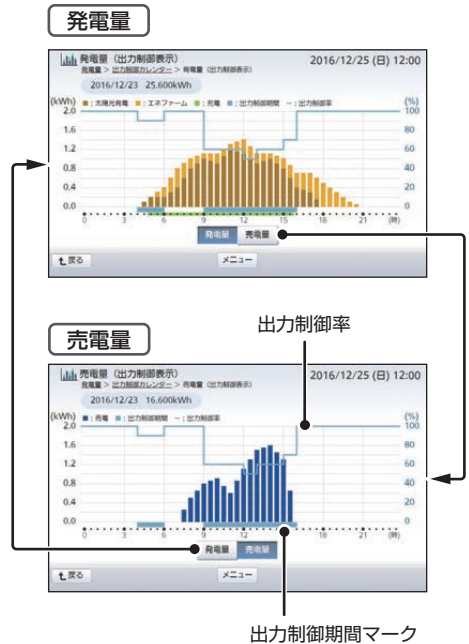 発電量
発電量（出力制御表示）
2016/12/25 (日) 12:00
発電量 > 出力制御カレンダー > 発電量（出力制御表示）
2016/12/23 25.600kWh
(kWh) ■：太陽光発電 ■：エネファーム ■：充電 ■：出力制御期間 ―：出力制御率 (%)
2.0 100
1.6 80
1.2 60
0.8 40
0.4 20
0.0 0
0 3 6 9 12 15 18 21 (時)
発電量 売電量
戻る メニュー
出力制御率
売電量
売電量（出力制御表示）
2016/12/25 (日) 12:00
発電量 > 出力制御カレンダー > 発電量（出力制御表示）
2016/12/23 16.600kWh
(kWh) ■：売電 ■：出力制御期間 ―：出力制御率 (%)
2.0 100
1.6 80
1.2 60
0.8 40
0.4 20
0.0 0
0 3 6 9 12 15 18 21 (時)
発電量 売電量
戻る メニュー
出力制御期間マーク